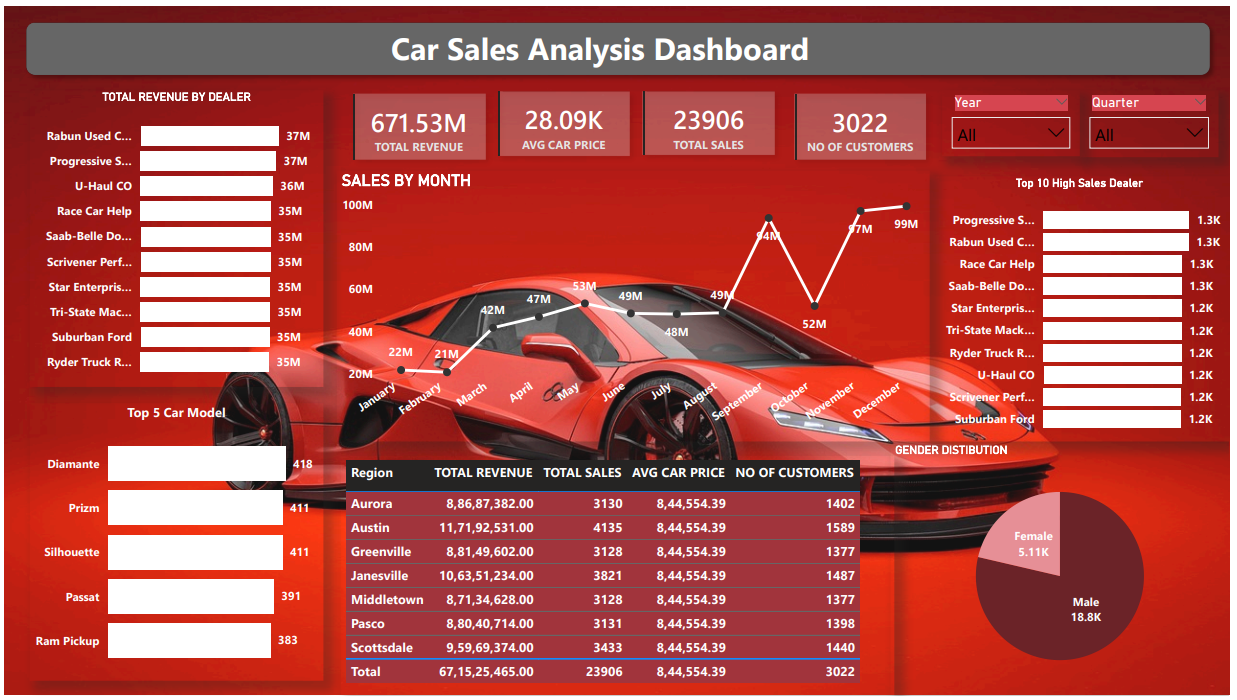 Car Sales Analysis Dashboard
TOTAL REVENUE BY DEALER
Rabun Used C... 37M
Progressive S... 37M
U-Haul CO 36M
Race Car Help 35M
Saab-Belle Do... 35M
Scrivener Perf... 35M
Star Enterpris... 35M
Tri-State Mac... 35M
Suburban Ford 35M
Ryder Truck R... 35M
671.53M
TOTAL REVENUE
28.09K
AVG CAR PRICE
23906
TOTAL SALES
3022
NO OF CUSTOMERS
Year
All
Quarter
All
SALES BY MONTH
100M
80M
60M
40M
20M
22M
21M
42M
47M
53M
49M
48M
49M
94M
52M
97M
99M
January
February
March
April
May
June
July
August
September
October
November
December
Top 10 High Sales Dealer
Progressive S... 1.3K
Rabun Used C... 1.3K
Race Car Help 1.3K
Saab-Belle Do... 1.3K
Star Enterpris... 1.2K
Tri-State Mack... 1.2K
Ryder Truck R... 1.2K
U-Haul CO 1.2K
Scrivener Perf... 1.2K
Suburban Ford 1.2K
Top 5 Car Model
Diamante 418
Prizm 411
Silhouette 411
Passat 391
Ram Pickup 383
Region TOTAL REVENUE TOTAL SALES AVG CAR PRICE NO OF CUSTOMERS
Aurora 8,86,87,382.00 3130 8,44,554.39 1402
Austin 11,71,92,531.00 4135 8,44,554.39 1589
Greenville 8,81,49,602.00 3128 8,44,554.39 1377
Janesville 10,63,51,234.00 3821 8,44,554.39 1487
Middletown 8,71,34,628.00 3128 8,44,554.39 1377
Pasco 8,80,40,714.00 3131 8,44,554.39 1398
Scottsdale 9,59,69,374.00 3433 8,44,554.39 1440
Total 67,15,25,465.00 23906 8,44,554.39 3022
GENDER DISTIBUTION
Female
5.11K
Male
18.8K